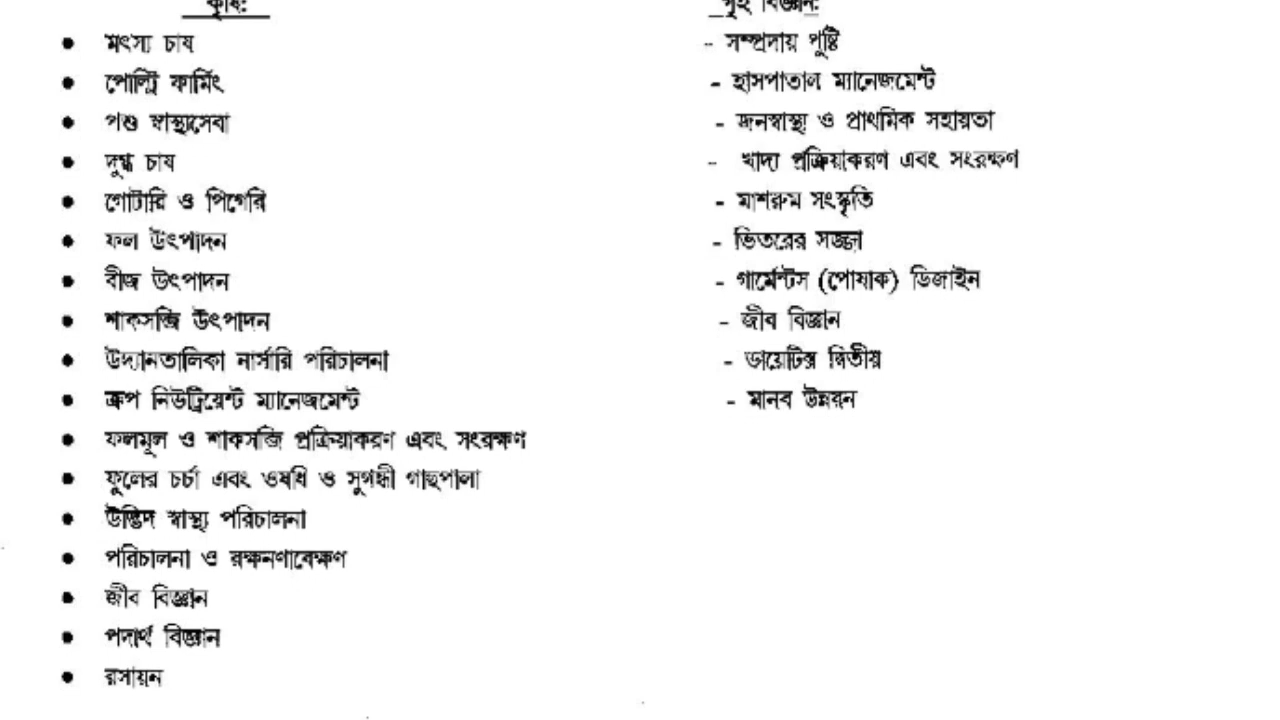 কৃষি:
মৎস্য চাষ
পোল্ট্রি ফার্মিং
পশু স্বাস্থ্যসেবা
দুগ্ধ চাষ
গোটারি ও পিগেরি
ফল উৎপাদন
বীজ উৎপাদন
শাকসব্জি উৎপাদন
উদ্যানতালিকা নার্সারি পরিচালনা
ক্রপ নিউট্রিয়েন্ট ম্যানেজমেন্ট
ফলমূল ও শাকসব্জি প্রক্রিয়াকরণ এবং সংরক্ষণ
ফুলের চর্চা এবং ওষধি ও সুগন্ধী গাছপালা
উদ্ভিদ স্বাস্থ্য পরিচালনা
পরিচালনা ও রক্ষনণাবেক্ষণ
জীব বিজ্ঞান
পদার্থ বিজ্ঞান
রসায়ন
গৃহ বিজ্ঞান:
- সম্প্রদায় পুষ্টি
- হাসপাতাল ম্যানেজমেন্ট
- জনস্বাস্থ্য ও প্রাথমিক সহায়তা
- খাদ্য প্রক্রিয়াকরণ এবং সংরক্ষণ
- মাশরুম সংস্কৃতি
- ভিতরের সজ্জা
- গার্মেন্টস (পোষাক) ডিজাইন
- জীব বিজ্ঞান
- ডায়েটিক্স দ্বিতীয়
- মানব উন্নরন